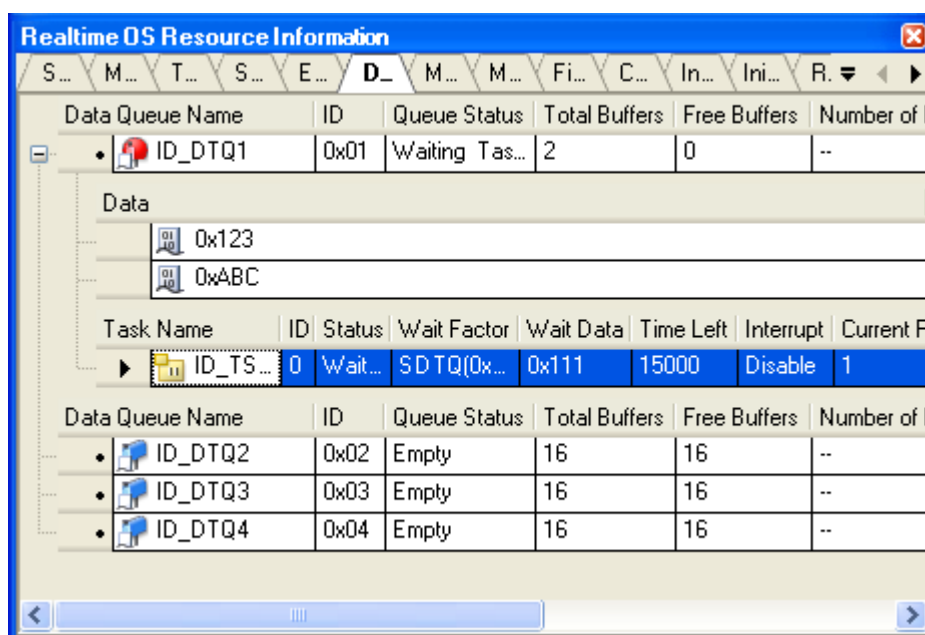 Realtime OS Resource Information
S... M... T... S... E... D... M... M... Fi... C... In... Ini... R.
Data Queue Name ID Queue Status Total Buffers Free Buffers Number of
ID_DTQ1 0x01 Waiting Tas... 2 0 --
Data
0x123
0xABC
Task Name ID Status Wait Factor Wait Data Time Left Interrupt Current
ID_TS... 0 Wait... SDTQ(0x... 0x111 15000 Disable 1
Data Queue Name ID Queue Status Total Buffers Free Buffers Number of
ID_DTQ2 0x02 Empty 16 16 --
ID_DTQ3 0x03 Empty 16 16 --
ID_DTQ4 0x04 Empty 16 16 --